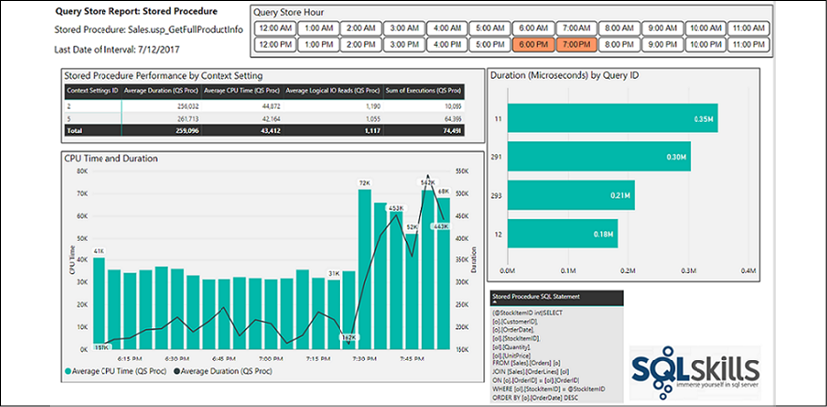 Query Store Report: Stored Procedure
Stored Procedure: Sales.usp_GetFullProductInfo
Last Date of Interval: 7/12/2017
Query Store Hour
12:00 AM 1:00 AM 2:00 AM 3:00 AM 4:00 AM 5:00 AM 6:00 AM 7:00 AM 8:00 AM 9:00 AM 10:00 AM 11:00 AM
12:00 PM 1:00 PM 2:00 PM 3:00 PM 4:00 PM 5:00 PM 6:00 PM 7:00 PM 8:00 PM 9:00 PM 10:00 PM 11:00 PM
Stored Procedure Performance by Context Setting
Context Settings ID Average Duration (QS Proc) Average CPU Time (QS Proc) Average Logical IO Reads (QS Proc) Sum of Executions (QS Proc)
2 256,032 44,872 1,190
5 261,713 42,164 1,055
Total 259,096 43,412 1,117 74,491
CPU Time and Duration
80K
70K
60K
50K
40K
30K
20K
10K
0K
CPU Time
550K
500K
450K
400K
350K
300K
250K
200K
150K
Duration
41K
31K
72K
453K
52K
542K
68K
443K
157K
162K
6:15 PM 6:30 PM 6:45 PM 7:00 PM 7:15 PM 7:30 PM 7:45 PM
Average CPU Time (QS Proc) Average Duration (QS Proc)
Duration (Microseconds) by Query ID
11 0.35M
291 0.30M
293 0.21M
12 0.18M
0.0M 0.1M 0.2M 0.3M 0.4M
Stored Procedure SQL Statement
(@StockItemID int)SELECT
[o].[CustomerID],
[o].[OrderDate],
[ol].[StockItemID],
[ol].[Quantity],
[ol].[UnitPrice]
FROM [Sales].[Orders] [o]
JOIN [Sales].[OrderLines] [ol]
ON [o].[OrderID] = [ol].[OrderID]
WHERE [ol].[StockItemID] = @StockItemID
ORDER BY [o].[OrderDate] DESC
SQLskills
immerse yourself in sql server